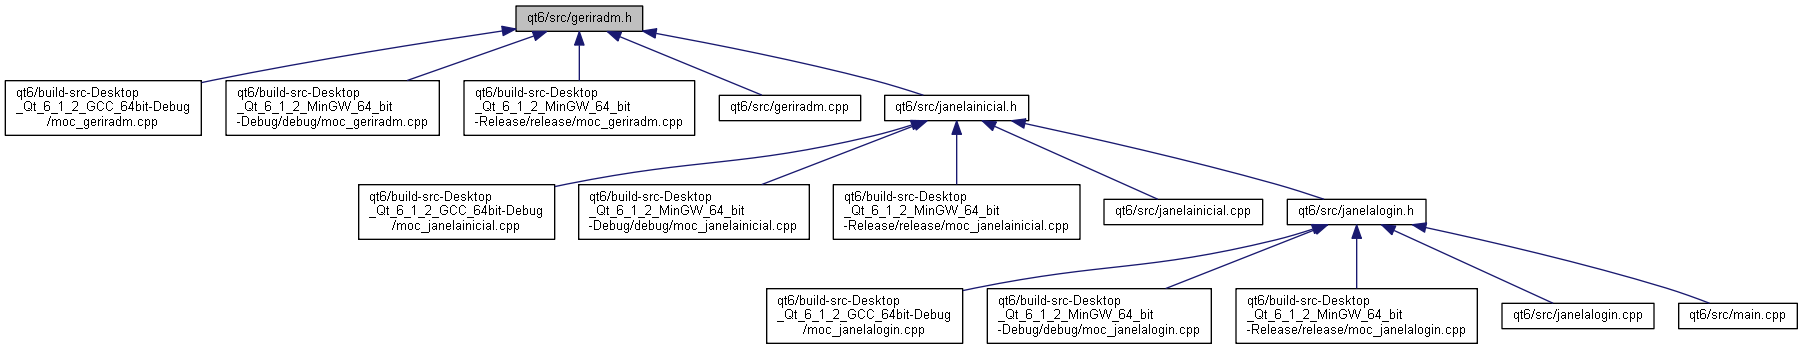 qt6/src/geriradm.h
qt6/build-src-Desktop
_Qt_6_1_2_GCC_64bit-Debug
/moc_geriradm.cpp
qt6/build-src-Desktop
_Qt_6_1_2_MinGW_64_bit
-Debug/debug/moc_geriradm.cpp
qt6/build-src-Desktop
_Qt_6_1_2_MinGW_64_bit
-Release/release/moc_geriradm.cpp
qt6/src/geriradm.cpp
qt6/src/janelainicial.h
qt6/build-src-Desktop
_Qt_6_1_2_GCC_64bit-Debug
/moc_janelainicial.cpp
qt6/build-src-Desktop
_Qt_6_1_2_MinGW_64_bit
-Debug/debug/moc_janelainicial.cpp
qt6/build-src-Desktop
_Qt_6_1_2_MinGW_64_bit
-Release/release/moc_janelainicial.cpp
qt6/src/janelainicial.cpp
qt6/src/janelalogin.h
qt6/build-src-Desktop
_Qt_6_1_2_GCC_64bit-Debug
/moc_janelalogin.cpp
qt6/build-src-Desktop
_Qt_6_1_2_MinGW_64_bit
-Debug/debug/moc_janelalogin.cpp
qt6/build-src-Desktop
_Qt_6_1_2_MinGW_64_bit
-Release/release/moc_janelalogin.cpp
qt6/src/janelalogin.cpp
qt6/src/main.cpp